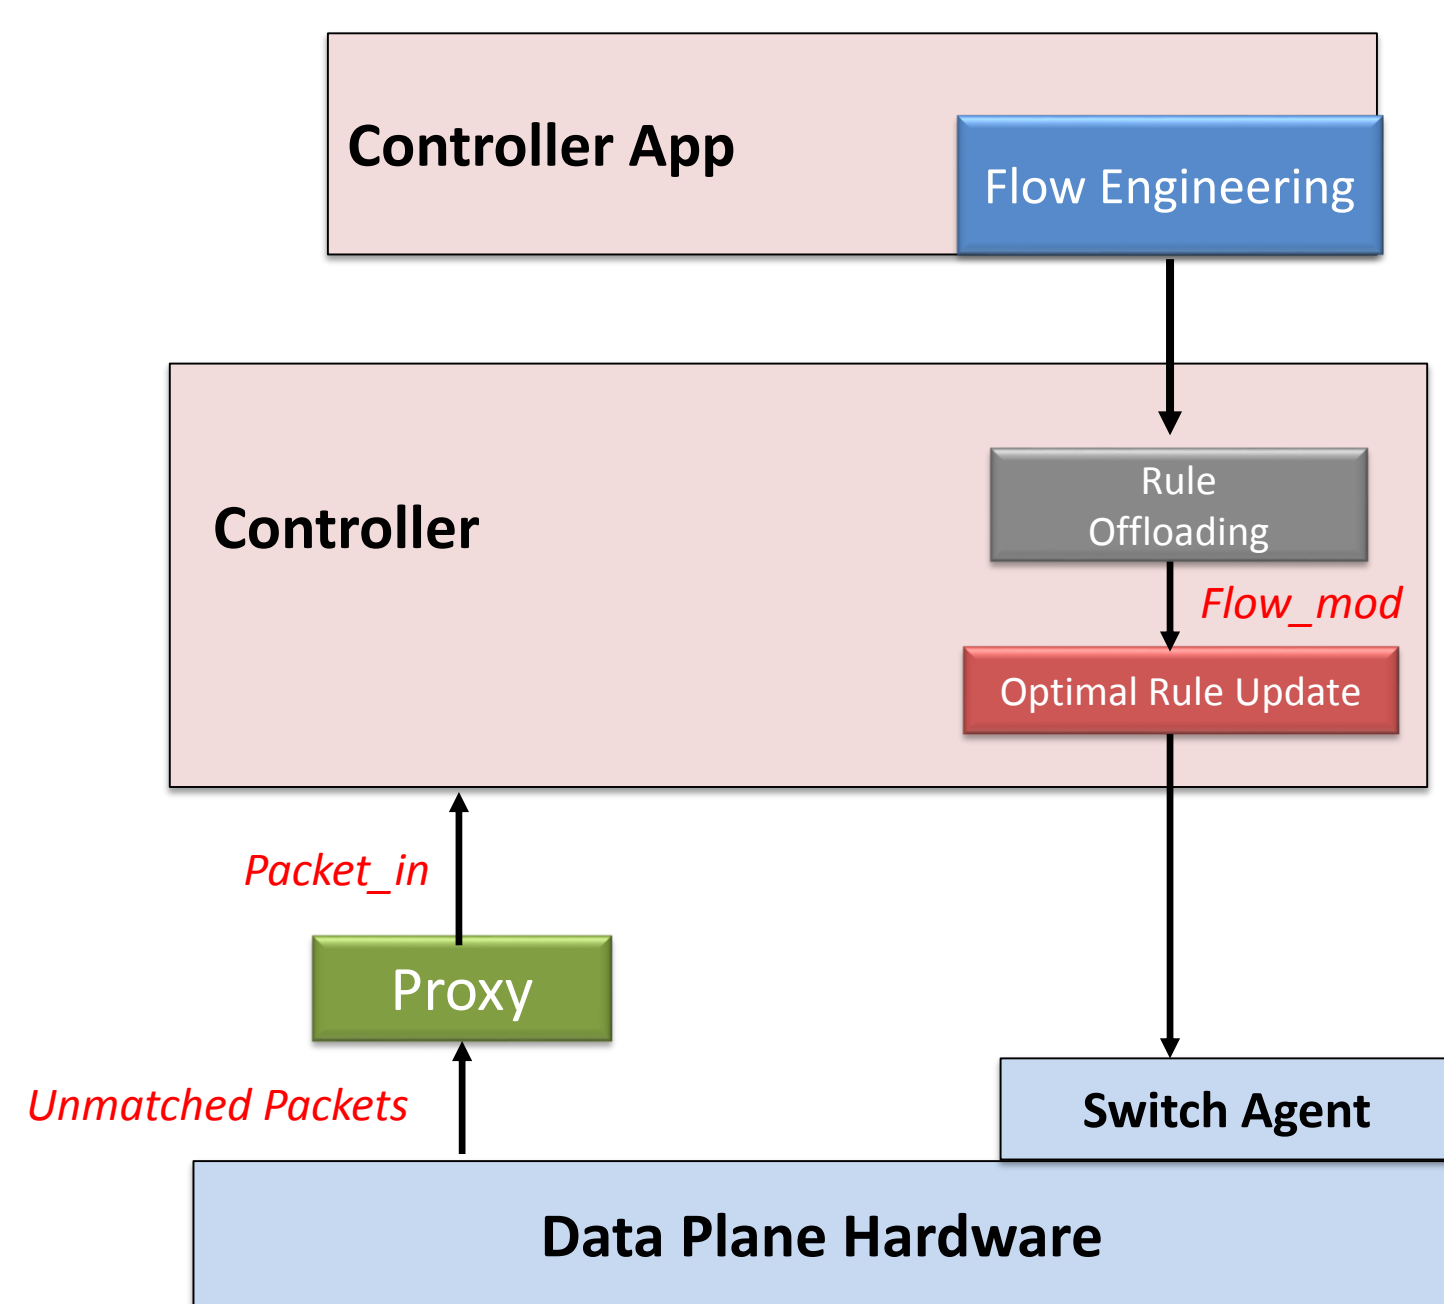 Controller App
Flow Engineering
Controller
Rule
Offloading
Flow_mod
Optimal Rule Update
Packet_in
Proxy
Unmatched Packets
Switch Agent
Data Plane Hardware